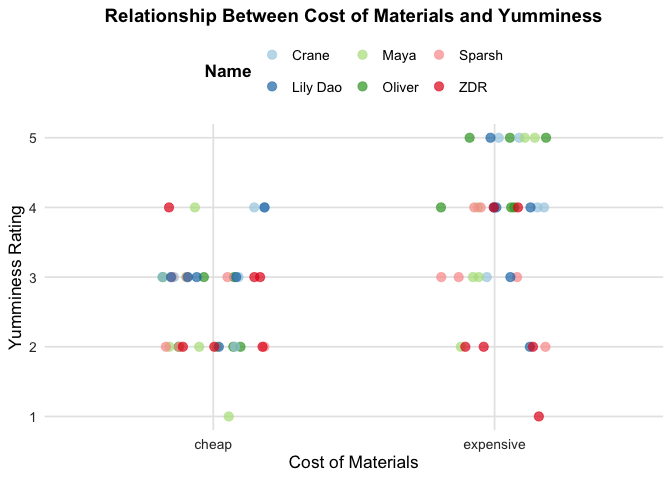 Relationship Between Cost of Materials and Yumminess
Name
Crane Maya Sparsh
Lily Dao Oliver ZDR
Yumminess Rating
5
4
3
2
1
cheap expensive
Cost of Materials